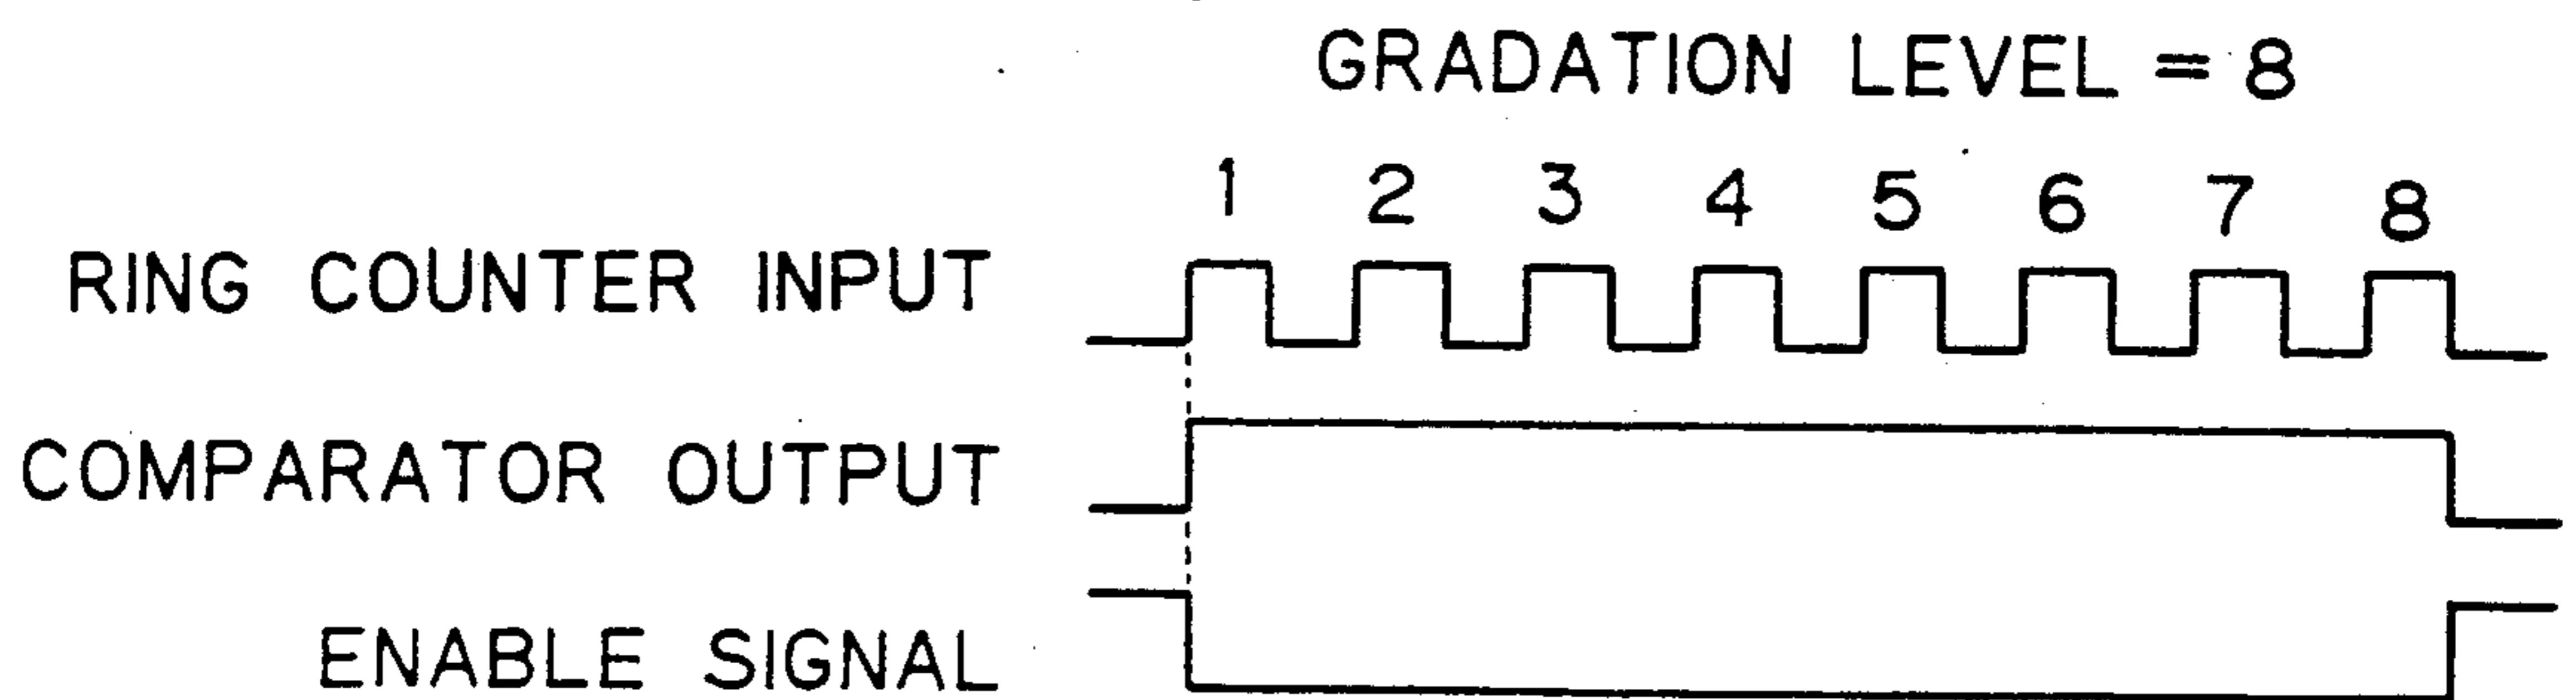 GRADATION LEVEL = 8
1 2 3 4 5 6 7 8
RING COUNTER INPUT
COMPARATOR OUTPUT
ENABLE SIGNAL